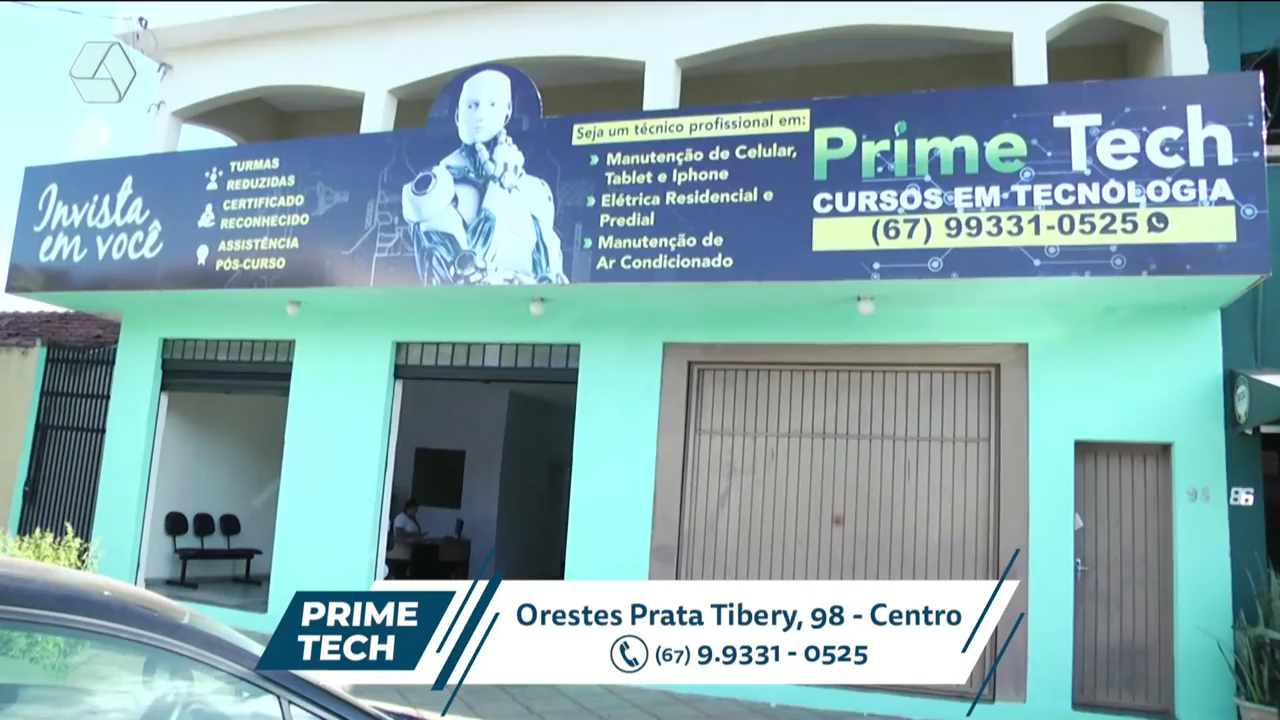 Invista
em você
TURMAS
REDUZIDAS
CERTIFICADO
RECONHECIDO
ASSISTÊNCIA
PÓS-CURSO
Seja um técnico profissional em:
» Manutenção de Celular,
Tablet e Iphone
» Elétrica Residencial e
Predial
» Manutenção de
Ar Condicionado
Prime Tech
CURSOS EM TECNOLOGIA
(67) 99331-0525
98
86
PRIME
TECH
Orestes Prata Tibery, 98 - Centro
(67) 9.9331 - 0525